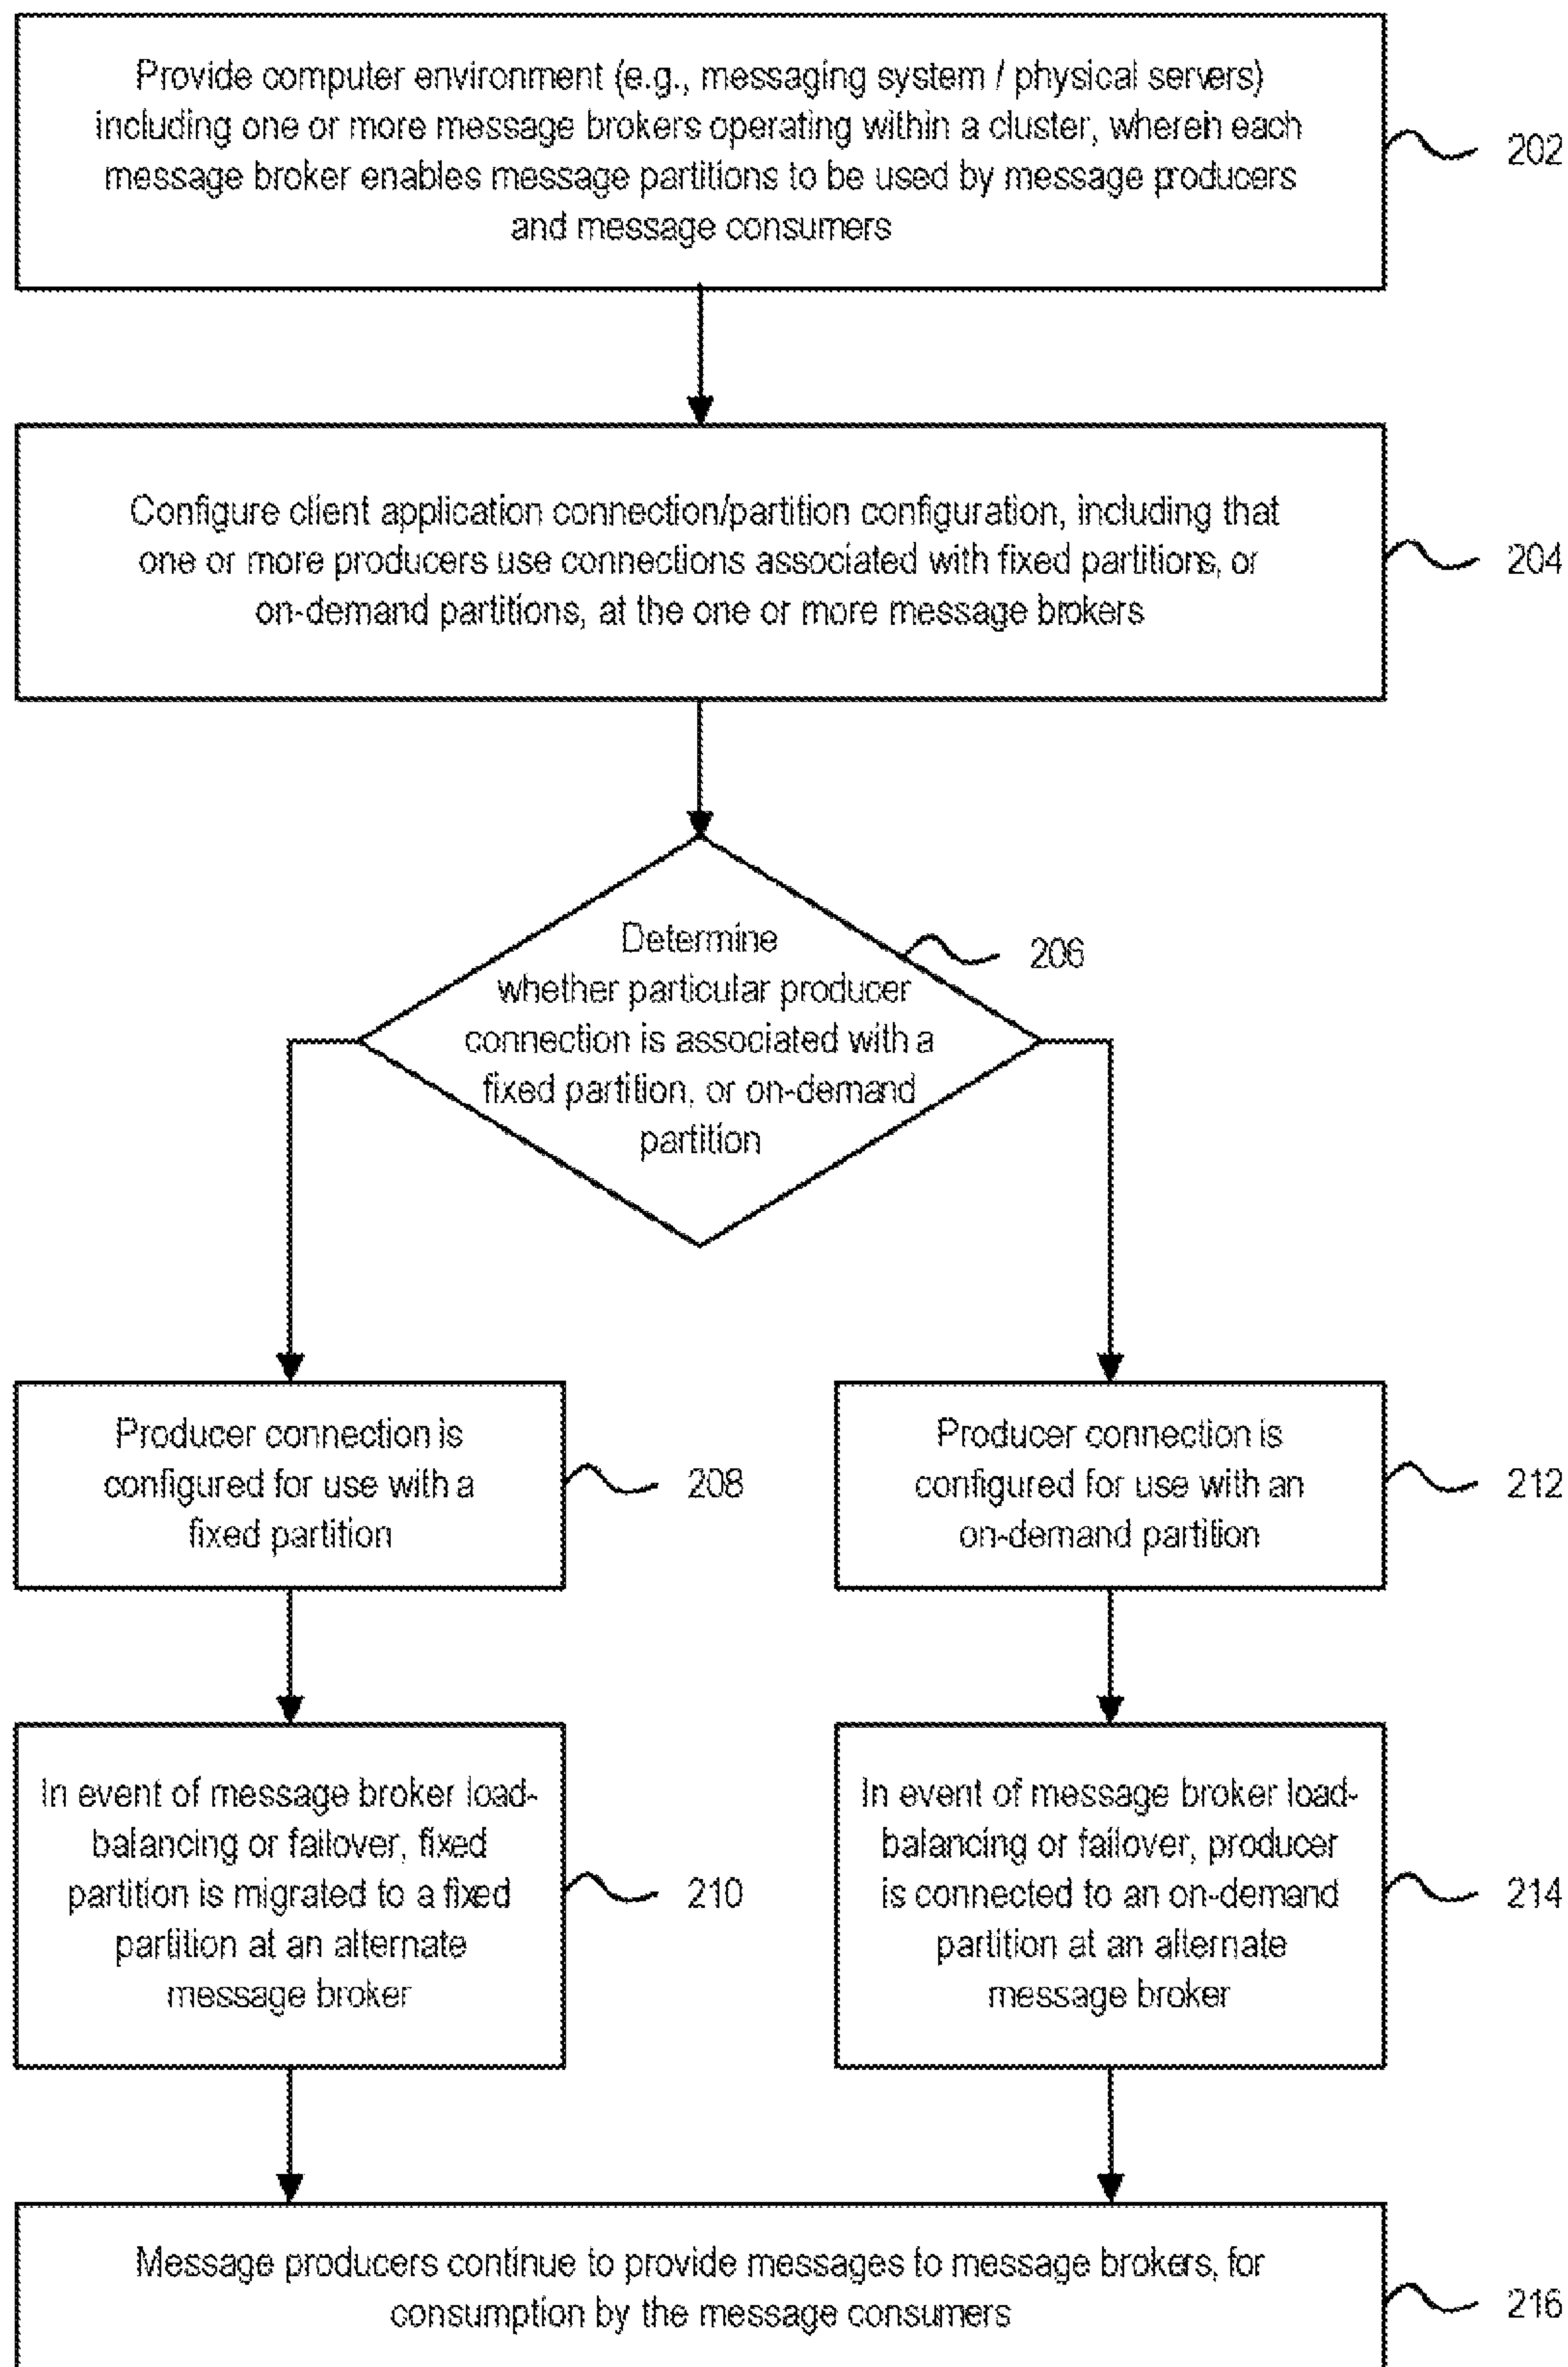 Provide computer environment (e.g., messaging system / physical servers)
including one or more message brokers operating within a cluster, wherein each
message broker enables message partitions to be used by message producers
and message consumers
202
Configure client application connection/partition configuration, including that
one or more producers use connections associated with fixed partitions, or
on-demand partitions, at the one or more message brokers
204
Determine
whether particular producer
connection is associated with a
fixed partition, or on-demand
partition
206
Producer connection is
configured for use with a
fixed partition
208
Producer connection is
configured for use with an
on-demand partition
212
In event of message broker load-
balancing or failover, fixed
partition is migrated to a fixed
partition at an alternate
message broker
210
In event of message broker load-
balancing or failover, producer
is connected to an on-demand
partition at an alternate
message broker
214
Message producers continue to provide messages to message brokers, for
consumption by the message consumers
216